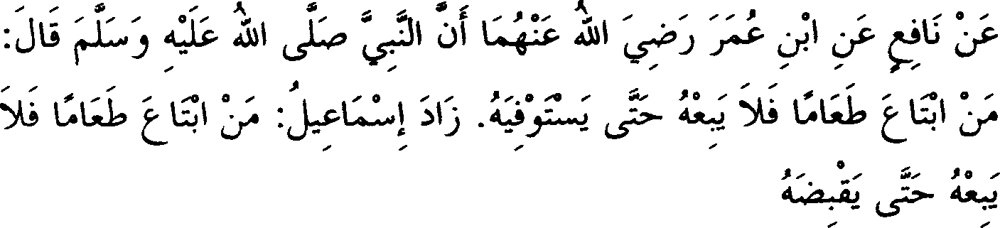 عَنْ نَافِعٍ عَنِ ابْنِ عُمَرَ رَضِيَ اللهُ عَنْهُمَا أَنَّ النَّبِيَّ صَلَّى اللهُ عَلَيْهِ وَسَلَّمَ قَالَ:
مَنْ ابْتَاعَ طَعَامًا فَلاَ يَبِعْهُ حَتَّى يَسْتَوْفِيَهُ. زَادَ إِسْمَاعِيلُ: مَنْ ابْتَاعَ طَعَامًا فَلاَ
يَبِعْهُ حَتَّى يَقْبِضَهُ